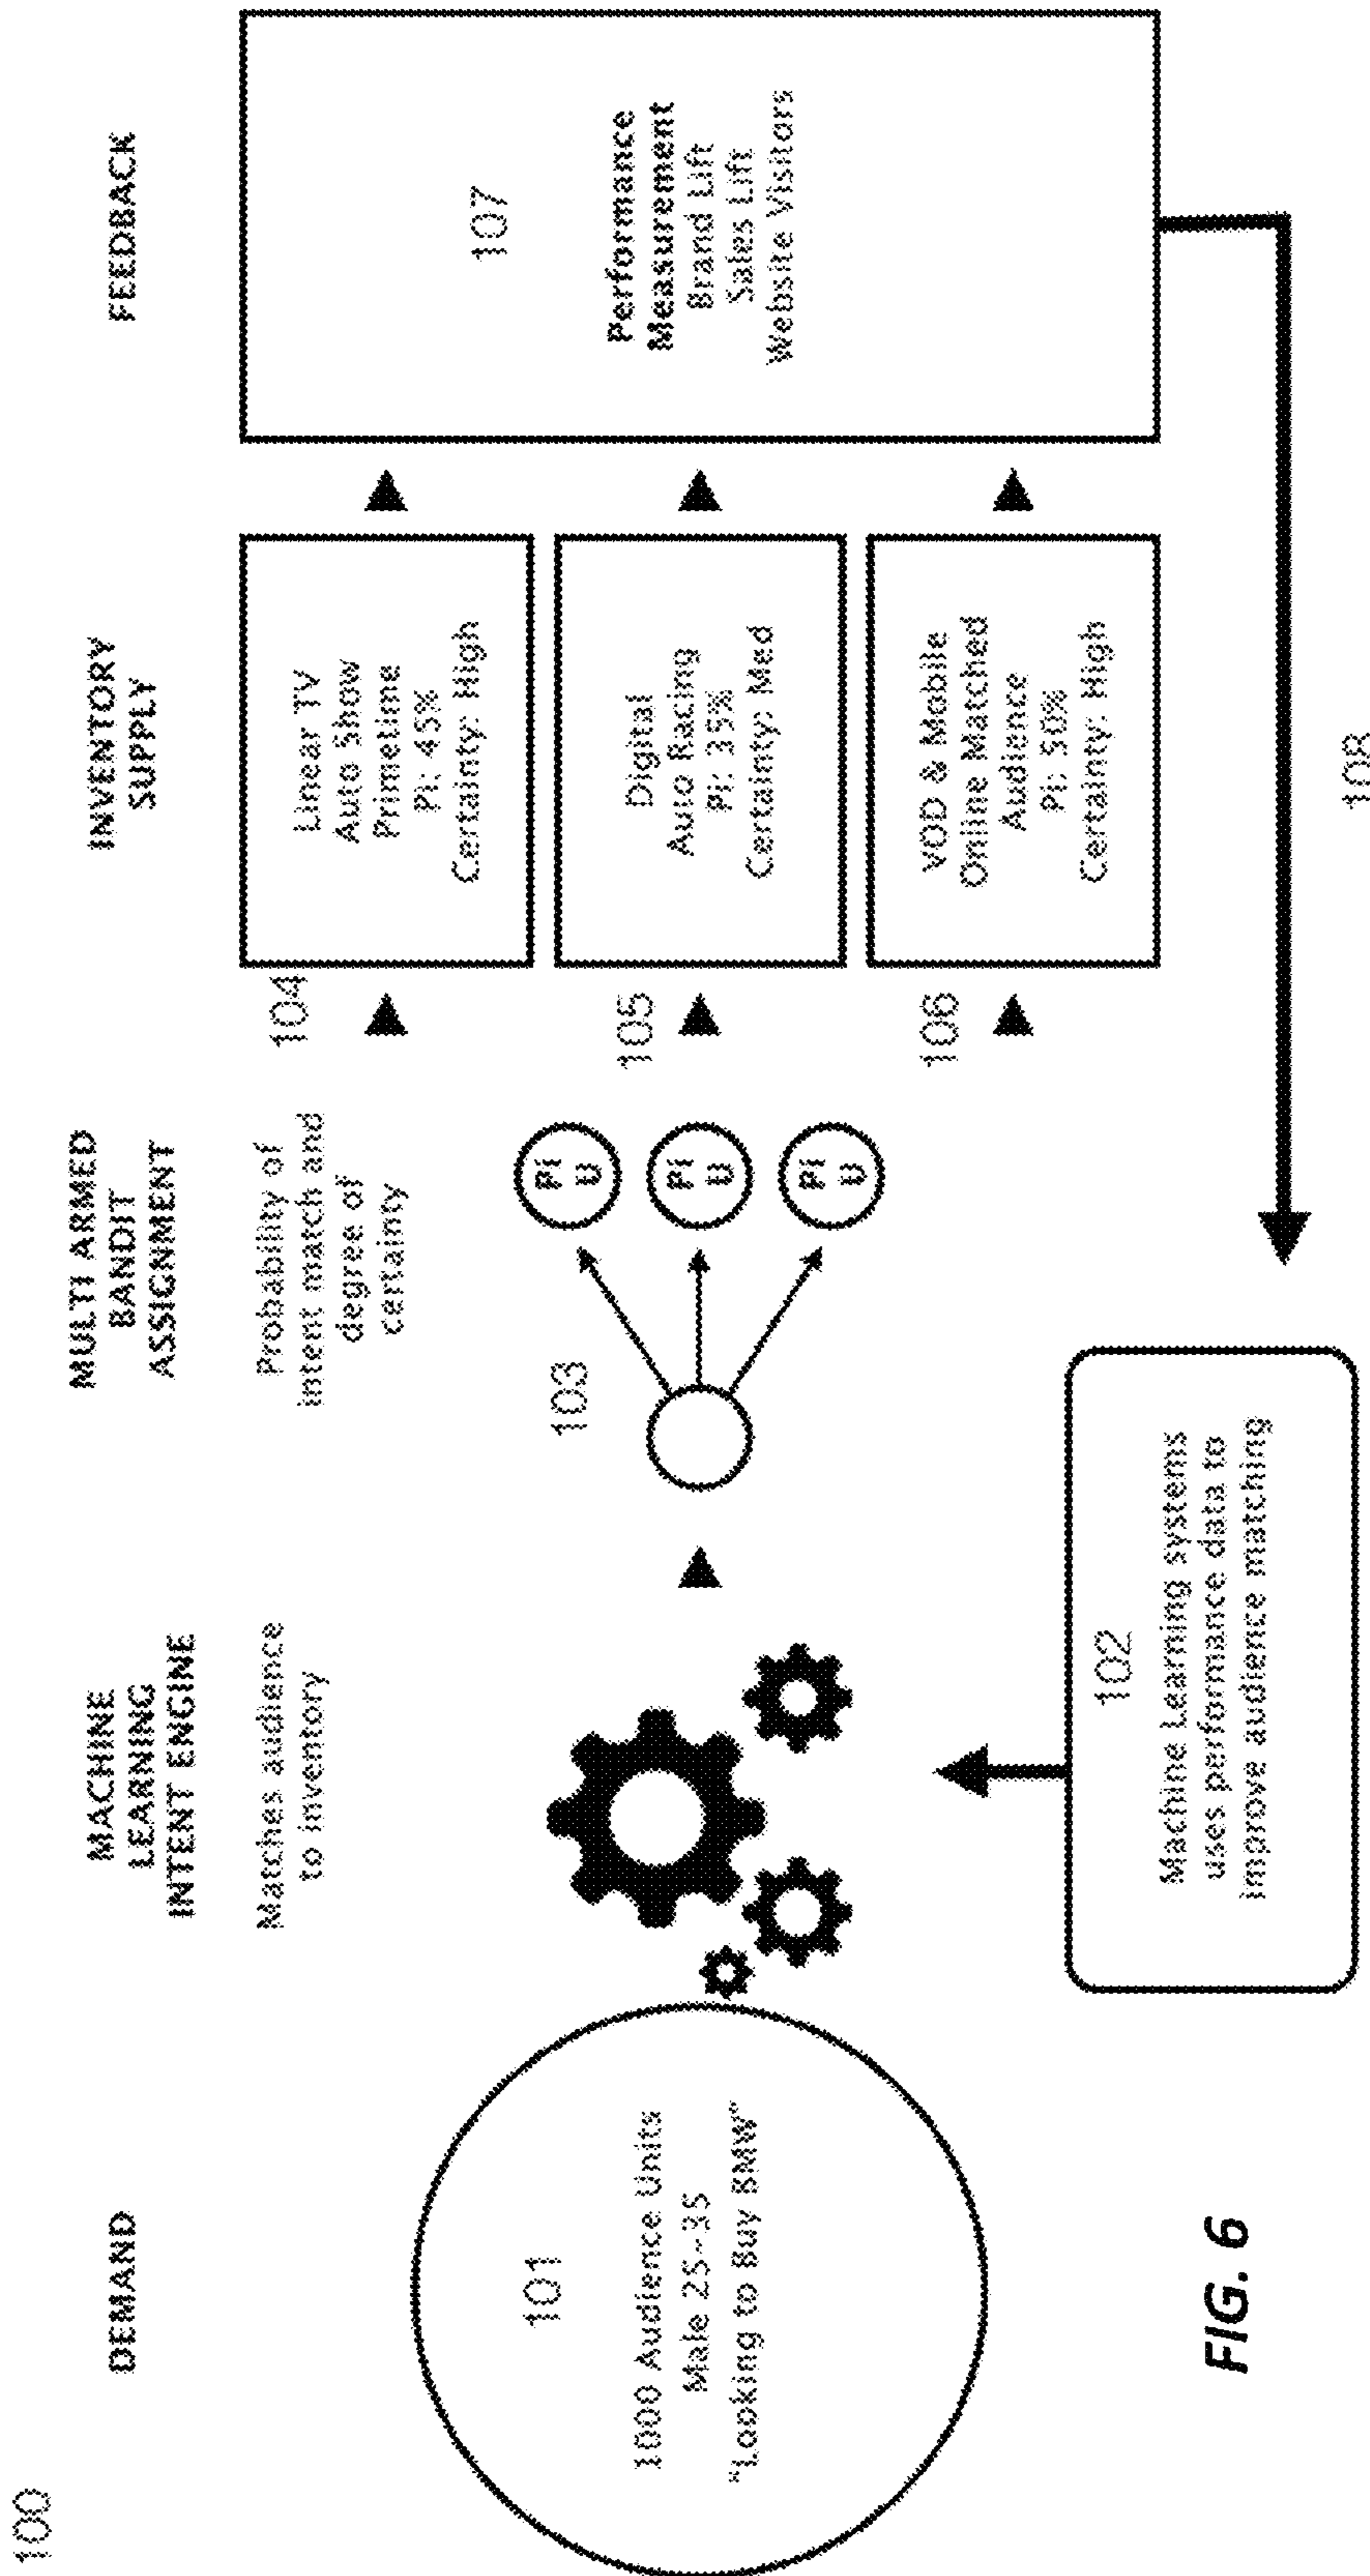 100
DEMAND
101
1000 Audience Units
Male 25-35
"Looking to Buy BMW"
MACHINE
LEARNING
INTENT ENGINE
Matches audience
to inventory
102
Machine Learning systems
uses performance data to
improve audience matching
MULTI ARMED
BANDIT
ASSIGNMENT
Probability of
intent match and
degree of
certainty
103
Pi
U
Pi
U
Pi
U
INVENTORY
SUPPLY
104
Linear TV
Auto Show
Primetime
Pi: 45%
Certainty: High
105
Digital
Auto Racing
Pi: 35%
Certainty: Med
106
VOD & Mobile
Online Matched
Audience
Pi: 50%
Certainty: High
FEEDBACK
107
Performance
Measurement
Brand Lift
Sales Lift
Website Visitors
108
FIG. 6